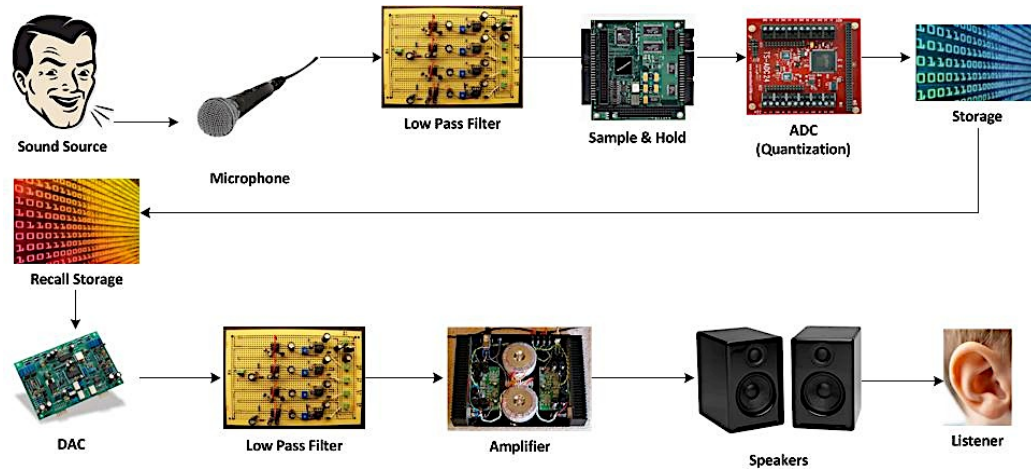 Sound Source
Microphone
Low Pass Filter
Sample & Hold
ADC
(Quantization)
Storage
Recall Storage
DAC
Low Pass Filter
Amplifier
Speakers
Listener